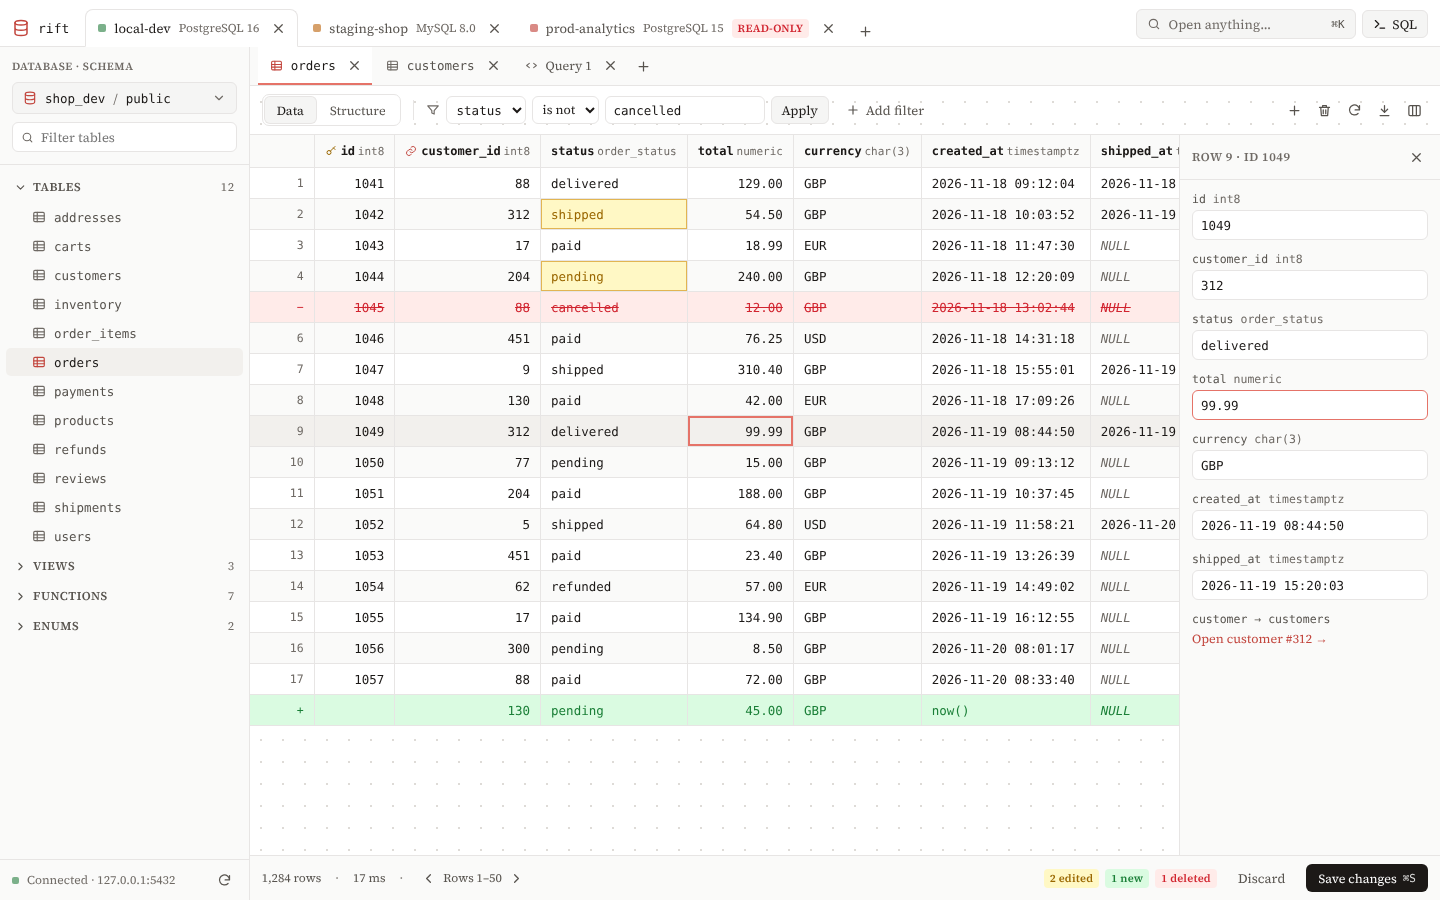 rift
local-dev PostgreSQL 16
staging-shop MySQL 8.0
prod-analytics PostgreSQL 15 READ-ONLY
Open anything... ⌘K
SQL
DATABASE · SCHEMA
shop_dev / public
Filter tables
TABLES 12
addresses
carts
customers
inventory
order_items
orders
payments
products
refunds
reviews
shipments
users
VIEWS 3
FUNCTIONS 7
ENUMS 2
Connected · 127.0.0.1:5432
orders
customers
Query 1
Data Structure
status is not cancelled Apply Add filter
id int8 customer_id int8 status order_status total numeric currency char(3) created_at timestamptz shipped_at
1 1041 88 delivered 129.00 GBP 2026-11-18 09:12:04 2026-11-18
2 1042 312 shipped 54.50 GBP 2026-11-18 10:03:52 2026-11-19
3 1043 17 paid 18.99 EUR 2026-11-18 11:47:30 NULL
4 1044 204 pending 240.00 GBP 2026-11-18 12:20:09 NULL
− 1045 88 cancelled 12.00 GBP 2026-11-18 13:02:44 NULL
6 1046 451 paid 76.25 USD 2026-11-18 14:31:18 NULL
7 1047 9 shipped 310.40 GBP 2026-11-18 15:55:01 2026-11-19
8 1048 130 paid 42.00 EUR 2026-11-18 17:09:26 NULL
9 1049 312 delivered 99.99 GBP 2026-11-19 08:44:50 2026-11-19
10 1050 77 pending 15.00 GBP 2026-11-19 09:13:12 NULL
11 1051 204 paid 188.00 GBP 2026-11-19 10:37:45 NULL
12 1052 5 shipped 64.80 USD 2026-11-19 11:58:21 2026-11-20
13 1053 451 paid 23.40 GBP 2026-11-19 13:26:39 NULL
14 1054 62 refunded 57.00 EUR 2026-11-19 14:49:02 NULL
15 1055 17 paid 134.90 GBP 2026-11-19 16:12:55 NULL
16 1056 300 pending 8.50 GBP 2026-11-20 08:01:17 NULL
17 1057 88 paid 72.00 GBP 2026-11-20 08:33:40 NULL
+ 130 pending 45.00 GBP now() NULL
ROW 9 · ID 1049
id int8
1049
customer_id int8
312
status order_status
delivered
total numeric
99.99
currency char(3)
GBP
created_at timestamptz
2026-11-19 08:44:50
shipped_at timestamptz
2026-11-19 15:20:03
customer → customers
Open customer #312 →
1,284 rows · 17 ms · Rows 1–50
2 edited 1 new 1 deleted Discard Save changes ⌘S